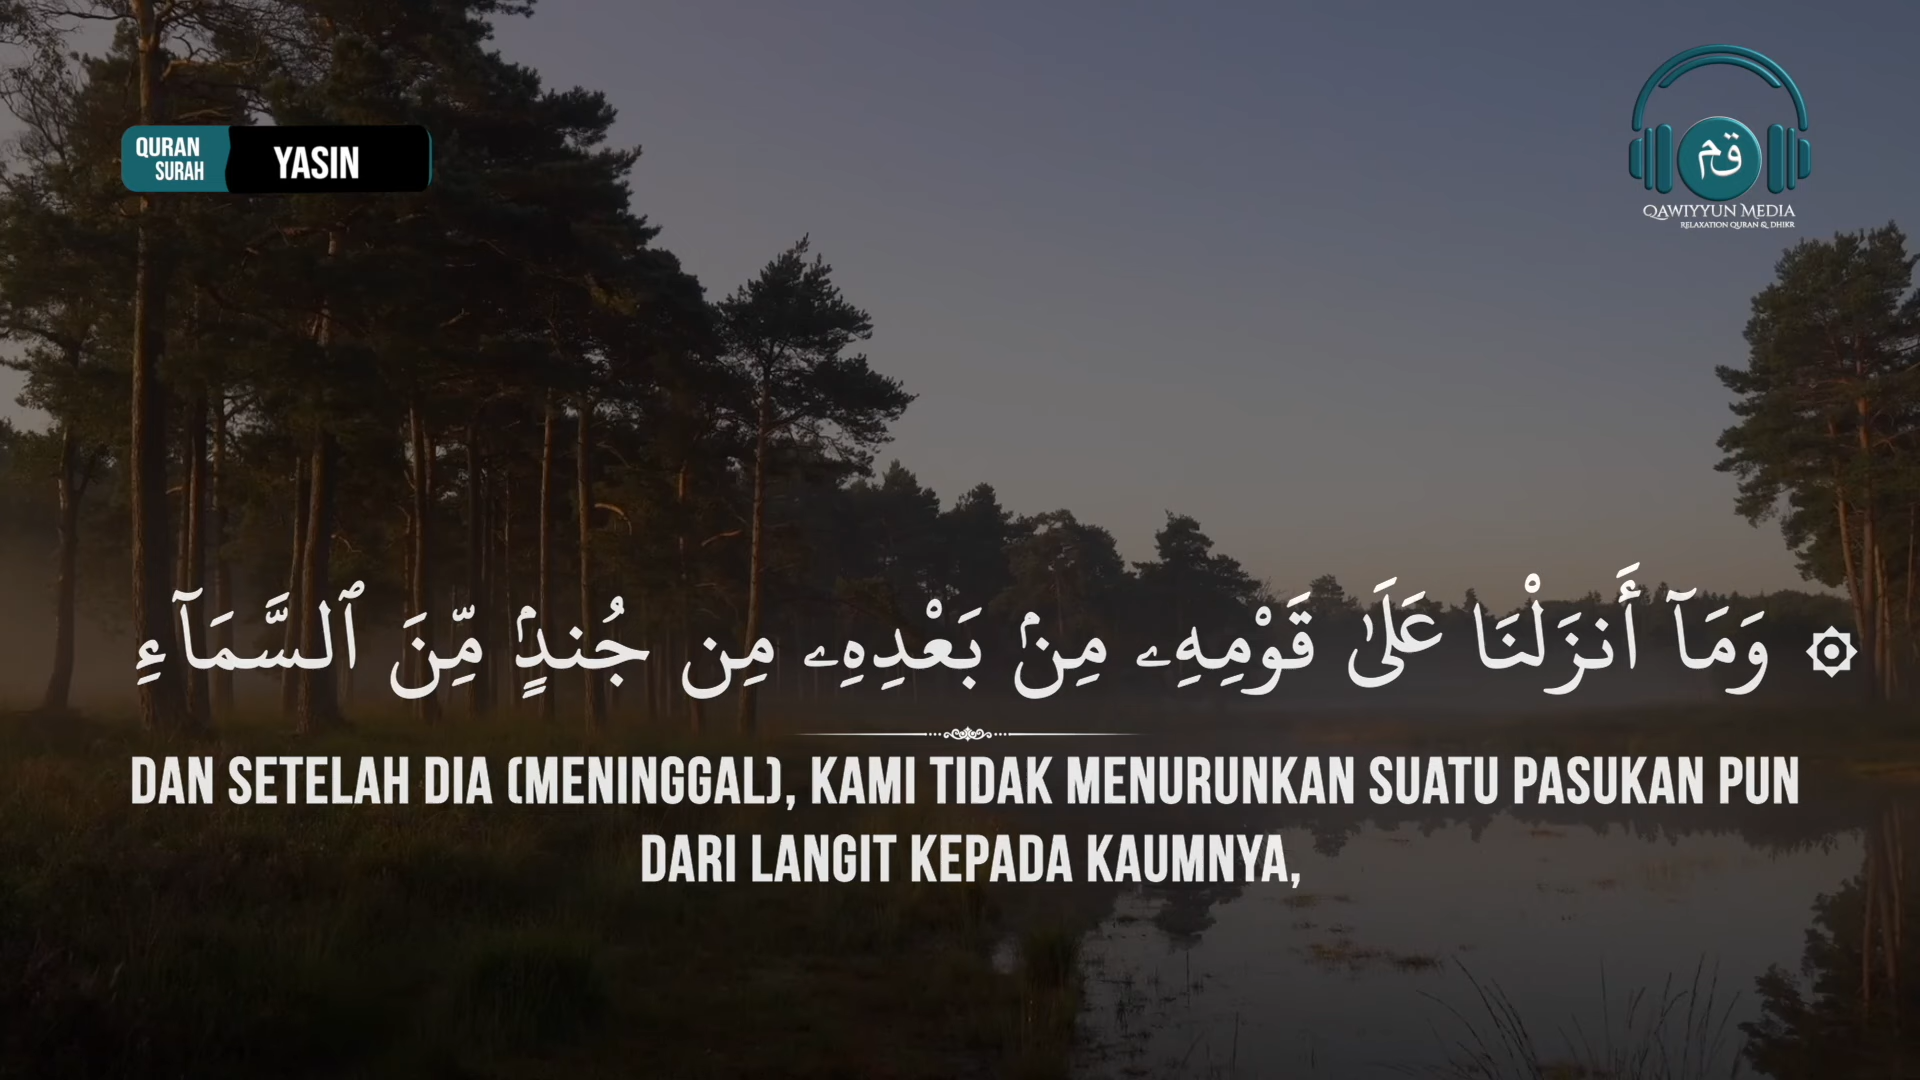 QURAN
SURAH
YASIN
قم
QAWIYYUN MEDIA
RELAXATION QURAN & DHIKR
۞ وَمَآ أَنزَلْنَا عَلَىٰ قَوْمِهِۦ مِنۢ بَعْدِهِۦ مِن جُندٍۢ مِّنَ ٱلسَّمَآءِ
DAN SETELAH DIA (MENINGGAL), KAMI TIDAK MENURUNKAN SUATU PASUKAN PUN
DARI LANGIT KEPADA KAUMNYA,